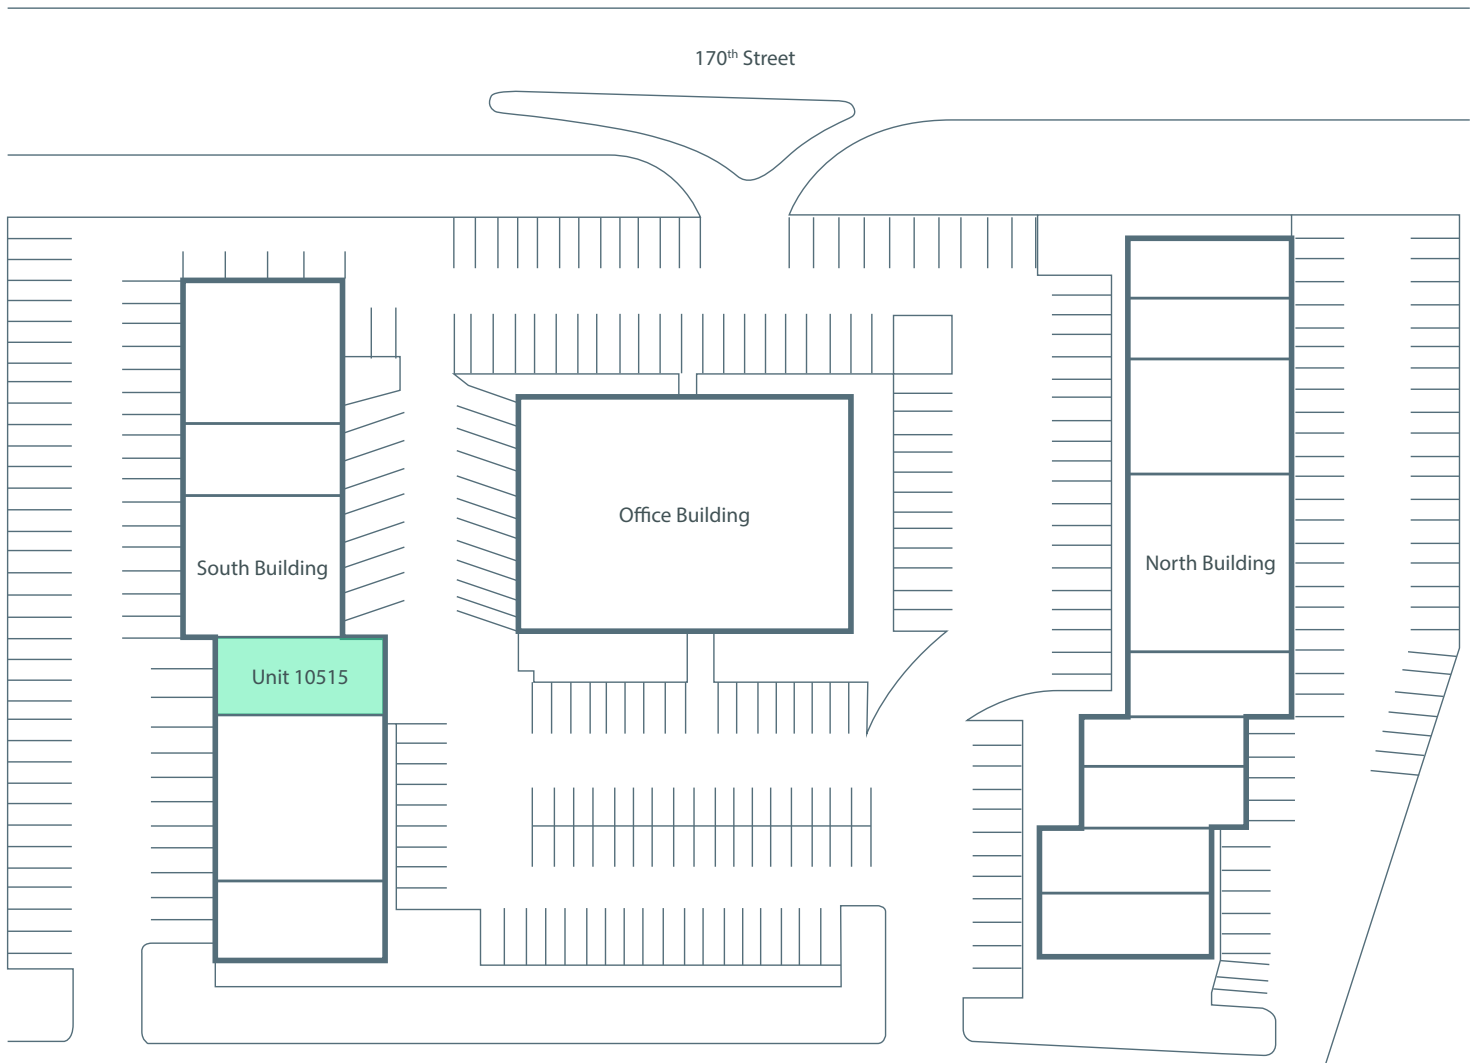 170th Street
Office Building
North Building
South Building
Unit 10515